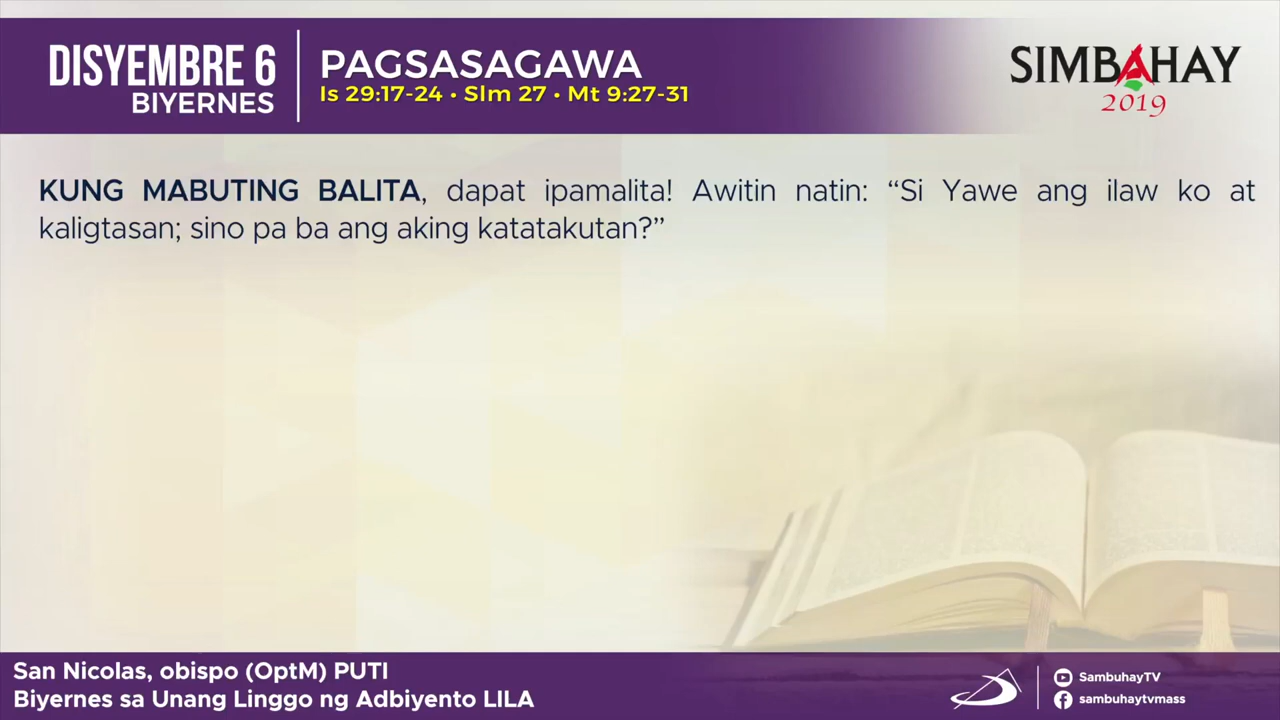 DISYEMBRE 6
BIYERNES
PAGSASAGAWA
Is 29:17-24 • Slm 27 • Mt 9:27-31
SIMBAHAY
2019
KUNG MABUTING BALITA, dapat ipamalita! Awitin natin: “Si Yawe ang ilaw ko at
kaligtasan; sino pa ba ang aking katatakutan?”
San Nicolas, obispo (OptM) PUTI
Biyernes sa Unang Linggo ng Adbiyento LILA
SambuhayTV
sambuhaytvmass